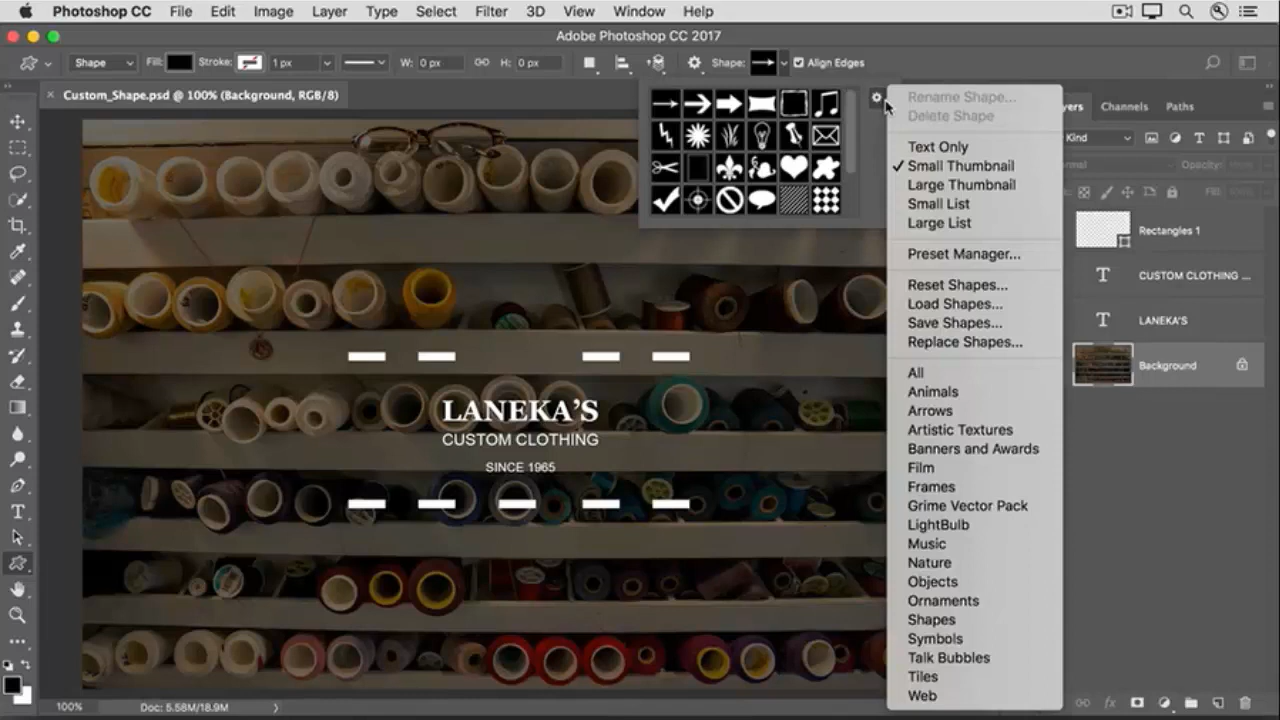 Photoshop CC File Edit Image Layer Type Select Filter 3D View Window Help
Adobe Photoshop CC 2017
Shape Fill: Stroke: 1 px W: 0 px H: 0 px Shape: Align Edges
× Custom_Shape.psd @ 100% (Background, RGB/8)
yers Channels Paths
Kind
Opacity:
Rename Shape...
Delete Shape
Text Only
Small Thumbnail
Large Thumbnail
Small List
Large List
Preset Manager...
Reset Shapes...
Load Shapes...
Save Shapes...
Replace Shapes...
All
Animals
Arrows
Artistic Textures
Banners and Awards
Film
Frames
Grime Vector Pack
LightBulb
Music
Nature
Objects
Ornaments
Shapes
Symbols
Talk Bubbles
Tiles
Web
Rectangles 1
T CUSTOM CLOTHING ...
T LANEKA'S
Background
LANEKA'S
CUSTOM CLOTHING
SINCE 1965
100% Doc: 5.58M/18.9M